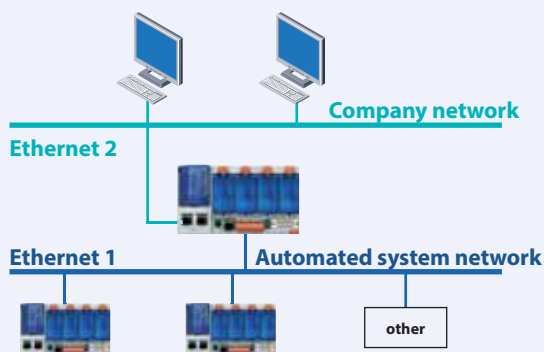 Company network
Ethernet 2
Ethernet 1
Automated system network
other